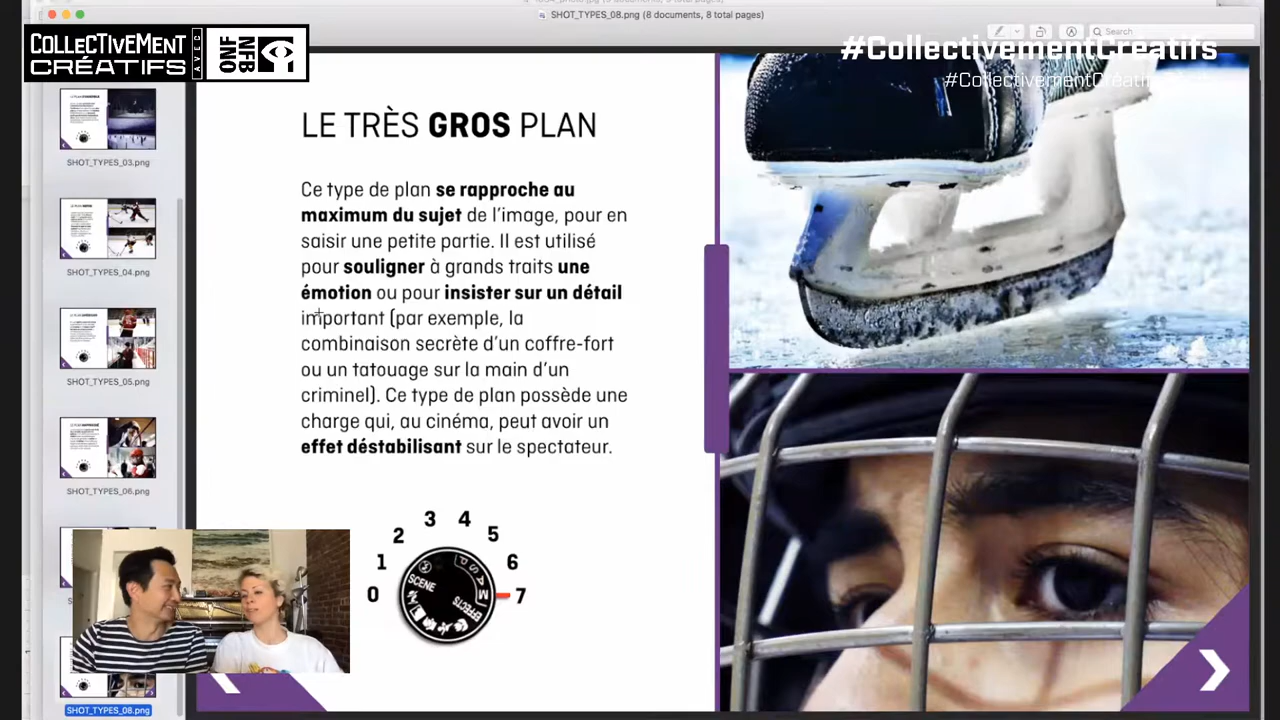 SHOT_TYPES_08.png (8 documents, 8 total pages)
Search
COLLECTIVEMENT
CRÉATIFS
AVEC
ONF
NFB
#CollectivementCréatifs
LE TRÈS GROS PLAN
Ce type de plan se rapproche au
maximum du sujet de l'image, pour en
saisir une petite partie. Il est utilisé
pour souligner à grands traits une
émotion ou pour insister sur un détail
important (par exemple, la
combinaison secrète d'un coffre-fort
ou un tatouage sur la main d'un
criminel). Ce type de plan possède une
charge qui, au cinéma, peut avoir un
effet déstabilisant sur le spectateur.
0
1
2
3
4
5
6
7
SCENE
EFFECTS
P
S
A
M
SHOT_TYPES_03.png
SHOT_TYPES_04.png
SHOT_TYPES_05.png
SHOT_TYPES_06.png
SHOT_TYPES_08.png